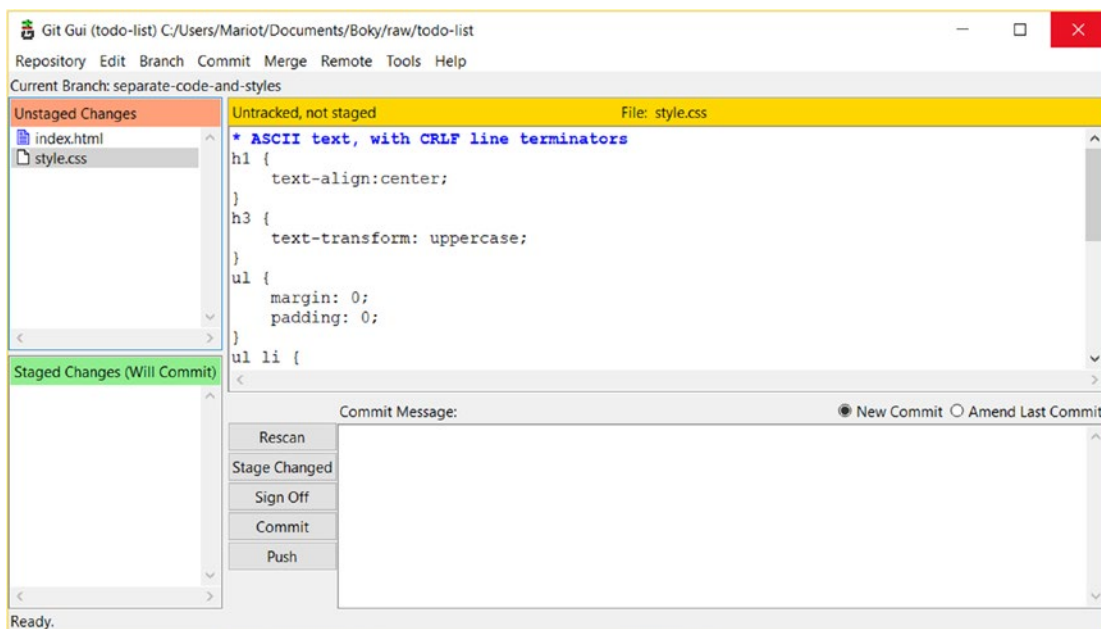 Git Gui (todo-list) C:/Users/Mariot/Documents/Boky/raw/todo-list
Repository Edit Branch Commit Merge Remote Tools Help
Current Branch: separate-code-and-styles
Unstaged Changes
index.html
style.css
Untracked, not staged File: style.css
* ASCII text, with CRLF line terminators
h1 {
    text-align:center;
}
h3 {
    text-transform: uppercase;
}
ul {
    margin: 0;
    padding: 0;
}
ul li {
Staged Changes (Will Commit)
Commit Message: New Commit Amend Last Commit
Rescan
Stage Changed
Sign Off
Commit
Push
Ready.